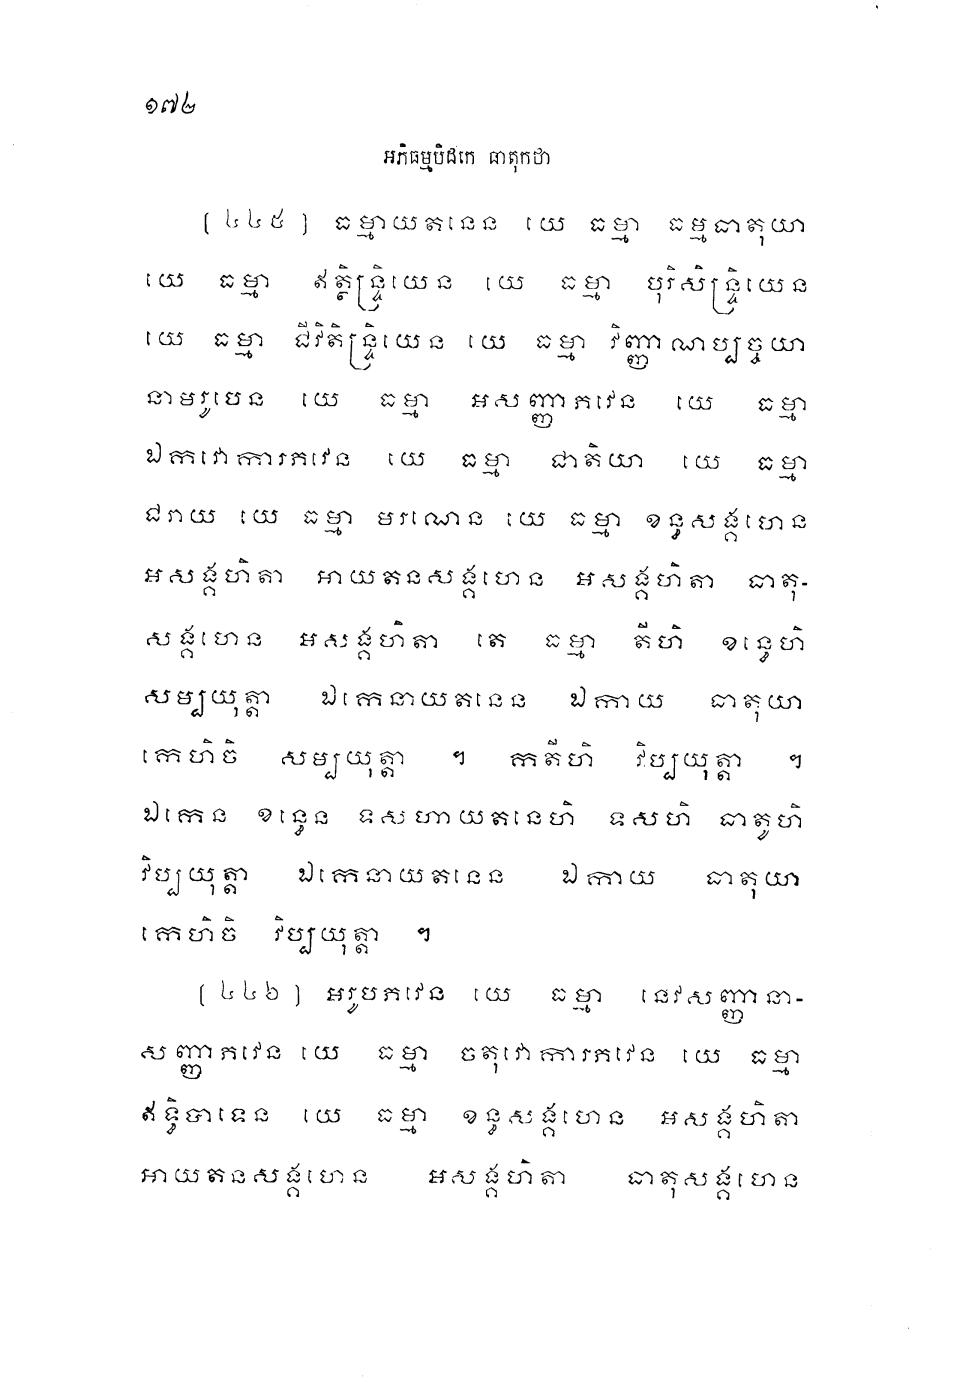 ១៧២
អភិធម្មបិដកេ ធាតុកថា
(៤៤៥) ធម្មាយតនេន យេ ធម្មា ធម្មធាតុយា
យេ ធម្មា ឥត្ថិន្ទ្រិយេន យេ ធម្មា បុរិសិន្ទ្រិយេន
យេ ធម្មា ជីវិតិន្ទ្រិយេន យេ ធម្មា វិញ្ញាណប្បច្ចយា
នាមរូបេន យេ ធម្មា អសញ្ញាភវេន យេ ធម្មា
ឯកវោការភវេន យេ ធម្មា ជាតិយា យេ ធម្មា
ជរាយ យេ ធម្មា មរណេន យេ ធម្មា ខន្ធសង្គហេន
អសង្គហិតា អាយតនសង្គហេន អសង្គហិតា ធាតុ-
សង្គហេន អសង្គហិតា តេ ធម្មា តីហិ ខន្ធេហិ
សម្បយុត្តា ឯកេនាយតនេន ឯកាយ ធាតុយា
កេហិចិ សម្បយុត្តា ។ កតីហិ វិប្បយុត្តា ។
ឯកេន ខន្ធេន ទសហាយតនេហិ ទសហិ ធាតូហិ
វិប្បយុត្តា ឯកេនាយតនេន ឯកាយ ធាតុយា
កេហិចិ វិប្បយុត្តា ។
(៤៤៦) អរូបភវេន យេ ធម្មា នេវសញ្ញានា-
សញ្ញាភវេន យេ ធម្មា ចតុវោការភវេន យេ ធម្មា
ឥទ្ធិបាទេន យេ ធម្មា ខន្ធសង្គហេន អសង្គហិតា
អាយតនសង្គហេន អសង្គហិតា ធាតុសង្គហេន